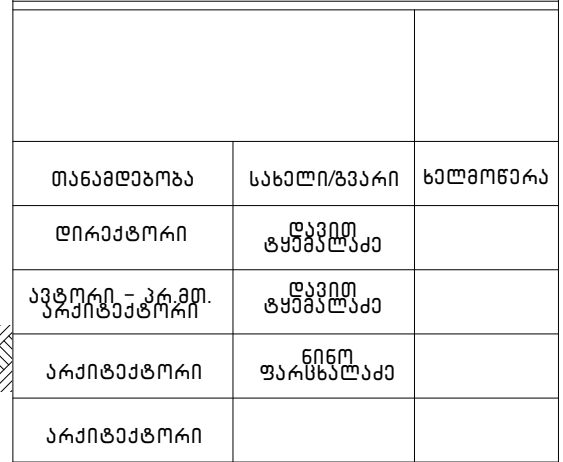 თანამდებობა სახელი/გვარი ხელმოწერა
დირექტორი დავით
ტყემალაძე
ავტორი - პრ.მთ. დავით
არქიტექტორი ტყემალაძე
არქიტექტორი ნინო
ფარცხალაძე
არქიტექტორი